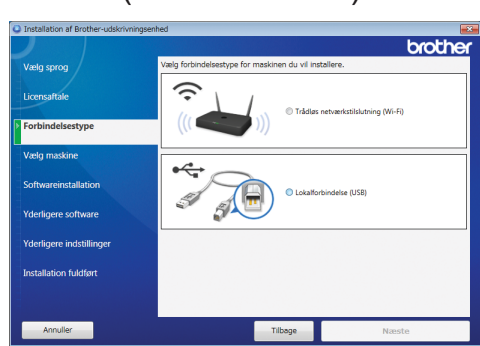 Installation af Brother-udskrivningsenhed
brother
Vælg sprog
Licensaftale
Forbindelsestype
Vælg maskine
Softwareinstallation
Yderligere software
Yderligere indstillinger
Installation fuldført
Vælg forbindelsestype for maskinen du vil installere.
Trådløs netværkstilslutning (Wi-Fi)
Lokalforbindelse (USB)
Annuller
Tilbage
Næste